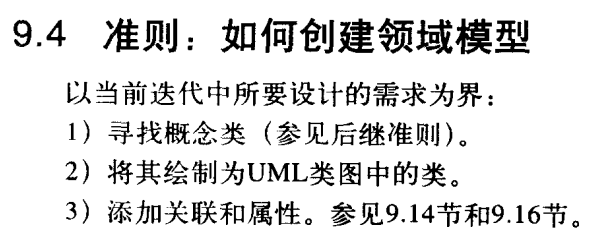 9.4 准则：如何创建领域模型
以当前迭代中所要设计的需求为界：
1）寻找概念类（参见后继准则）。
2）将其绘制为UML类图中的类。
3）添加关联和属性。参见9.14节和9.16节。